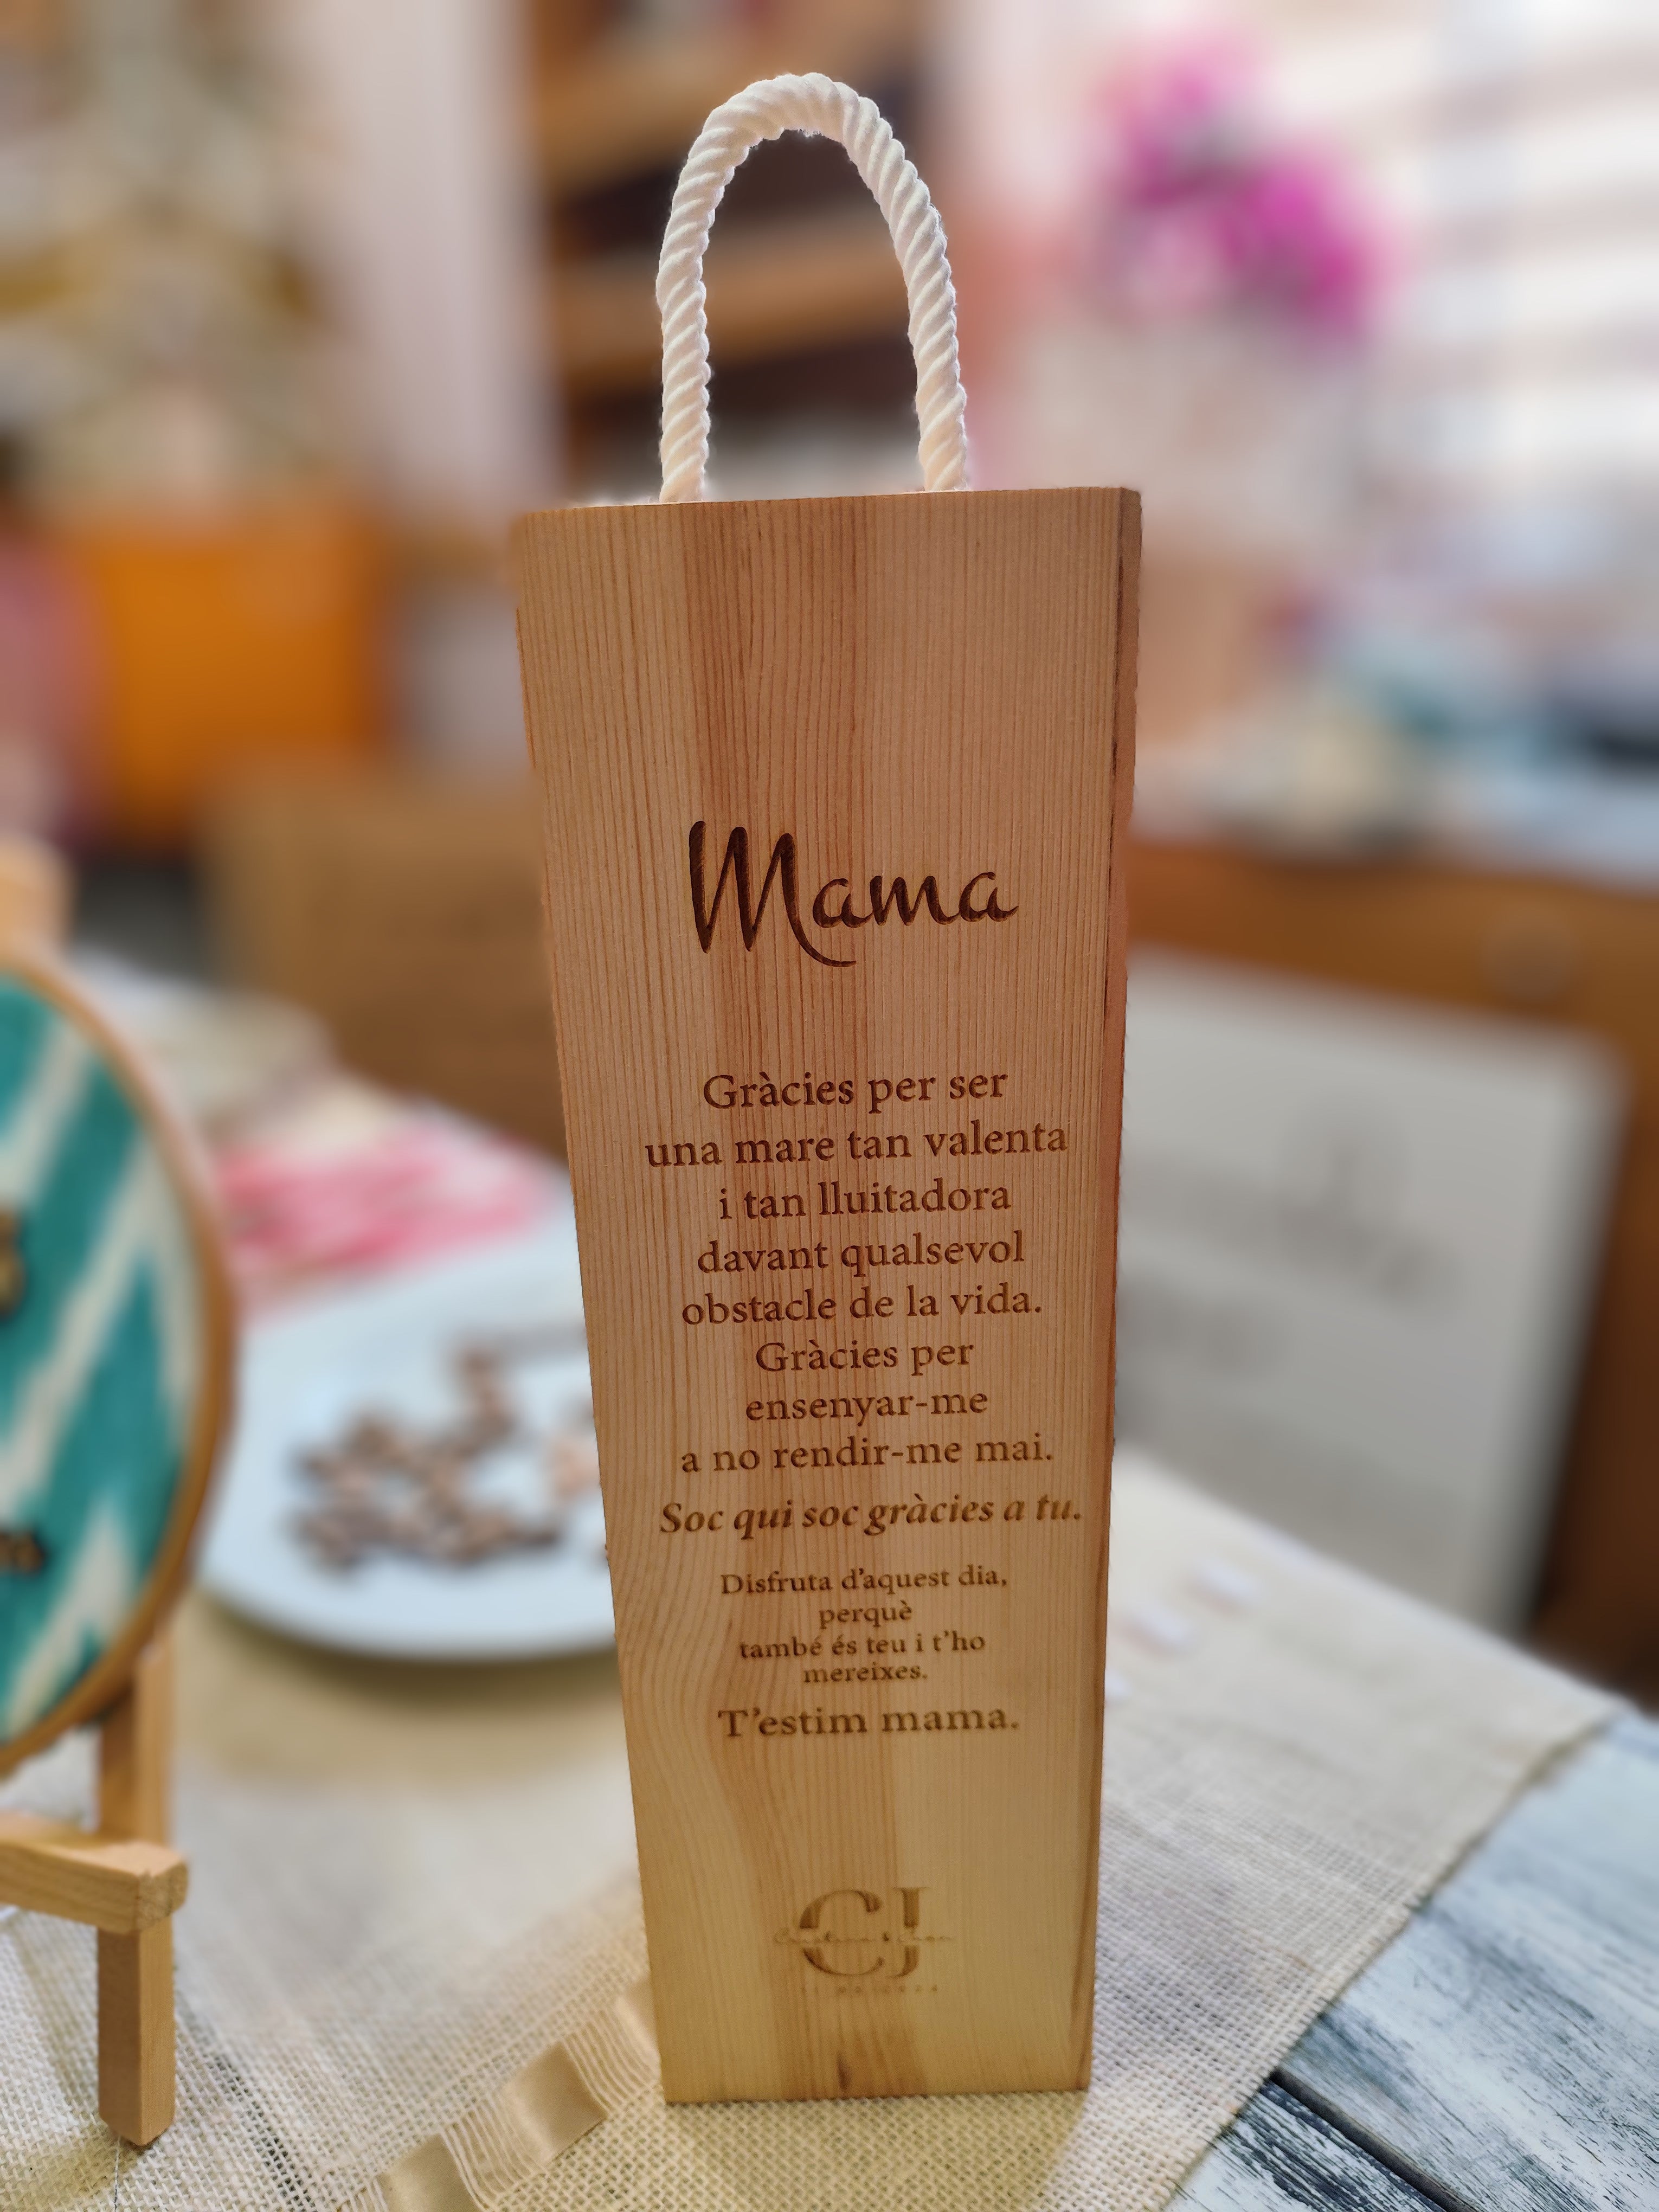 Mama
Gràcies per ser
una mare tan valenta
i tan lluitadora
davant qualsevol
obstacle de la vida.
Gràcies per
ensenyar-me
a no rendir-me mai.
Soc qui soc gràcies a tu.
Disfruta d'aquest dia,
perquè
també és teu i t'ho
mereixes.
T'estim mama.
CJ